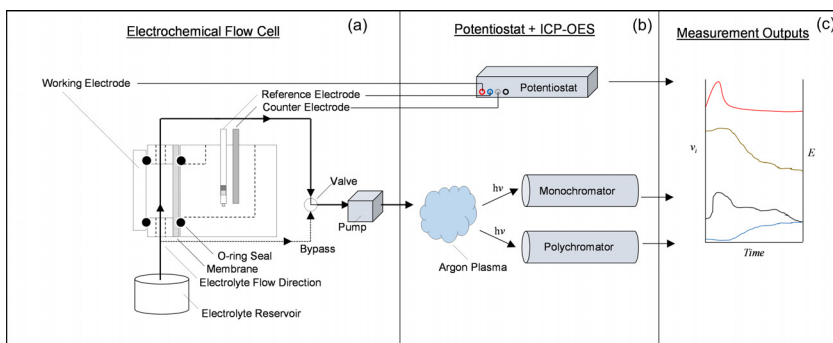 Electrochemical Flow Cell
(a)
Working Electrode
Reference Electrode
Counter Electrode
Valve
Pump
Bypass
O-ring Seal
Membrane
Electrolyte Flow Direction
Electrolyte Reservoir
Potentiostat + ICP-OES
(b)
Potentiostat
hν
Monochromator
hν
Polychromator
Argon Plasma
Measurement Outputs
(c)
vi
E
Time